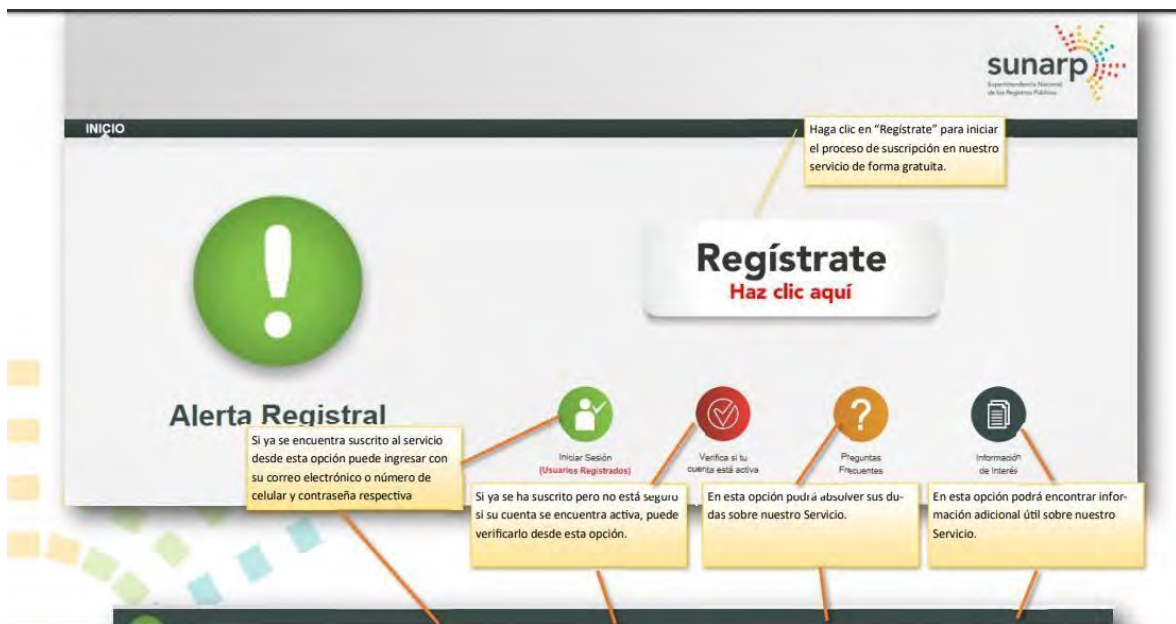 sunarp
Superintendencia Nacional
de los Registros Públicos
INICIO
Haga clic en “Regístrate” para iniciar
el proceso de suscripción en nuestro
servicio de forma gratuita.
Regístrate
Haz clic aquí
Alerta Registral
Si ya se encuentra suscrito al servicio
desde esta opción puede ingresar con
su correo electrónico o número de
celular y contraseña respectiva
Iniciar Sesión
(Usuarios Registrados)
Verifica si tu
cuenta está activa
Preguntas
Frecuentes
Información
de Interés
Si ya se ha suscrito pero no está seguro
si su cuenta se encuentra activa, puede
verificarlo desde esta opción.
En esta opción podrá absolver sus du-
das sobre nuestro Servicio.
En esta opción podrá encontrar infor-
mación adicional útil sobre nuestro
Servicio.